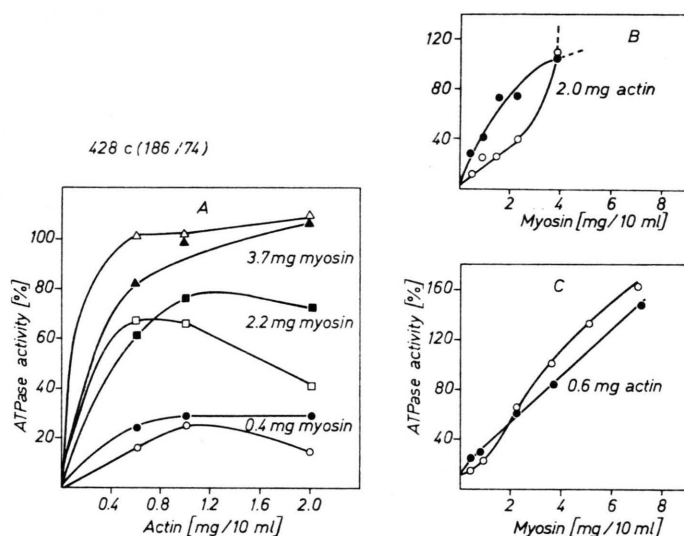 428 c (186 /74)
A
ATPase activity [%]
100
80
60
40
20
3.7 mg myosin
2.2 mg myosin
0.4 mg myosin
0.4 0.8 1.2 1.6 2.0
Actin [mg/10 ml]
B
120
80
40
2.0 mg actin
2 4 6 8
Myosin [mg/10 ml]
C
ATPase activity [%]
160
120
80
40
0.6 mg actin
0 2 4 6 8
Myosin [mg/10 ml]